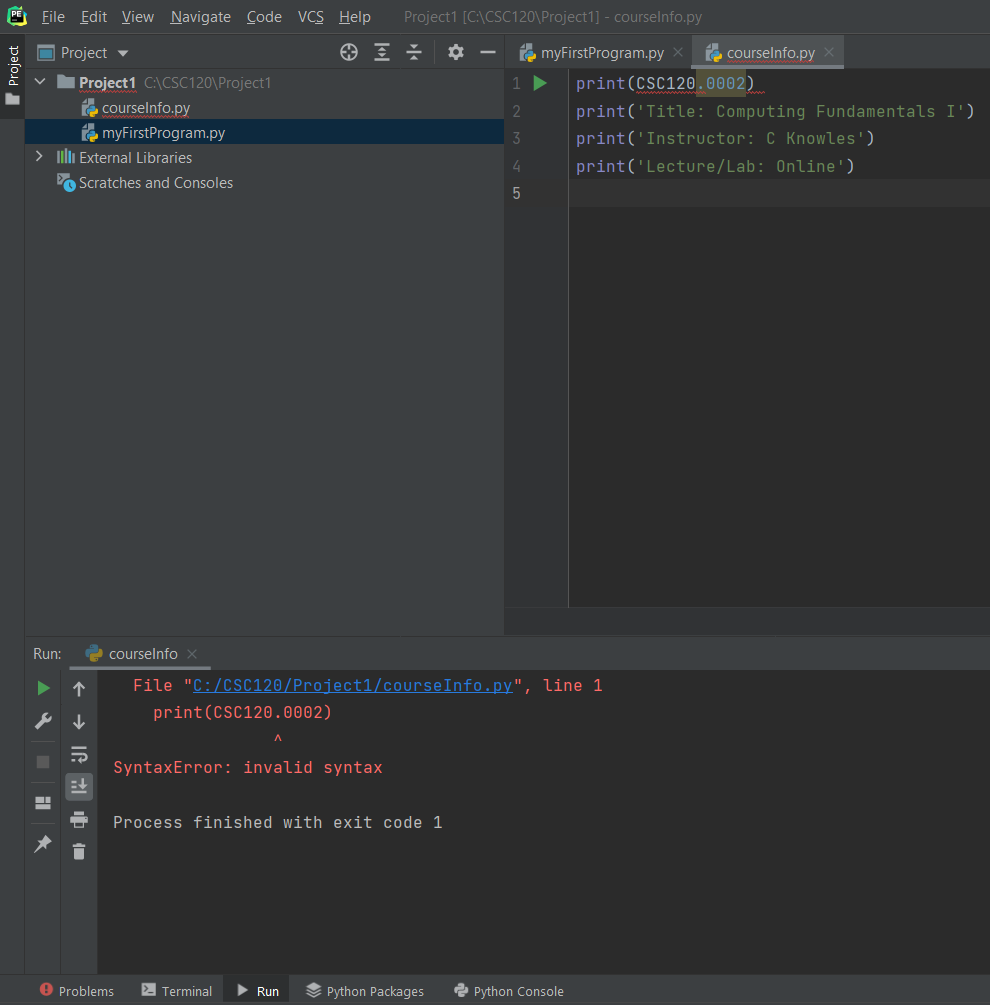 PE File Edit View Navigate Code VCS Help Project1 [C:\CSC120\Project1] - courseInfo.py
Project
Project
myFirstProgram.py courseInfo.py
Project1 C:\CSC120\Project1
courseInfo.py
myFirstProgram.py
External Libraries
Scratches and Consoles
1 print(CSC120.0002)
2 print('Title: Computing Fundamentals I')
3 print('Instructor: C Knowles')
4 print('Lecture/Lab: Online')
5
Run: courseInfo
File "C:/CSC120/Project1/courseInfo.py", line 1
print(CSC120.0002)
^
SyntaxError: invalid syntax
Process finished with exit code 1
Problems Terminal Run Python Packages Python Console